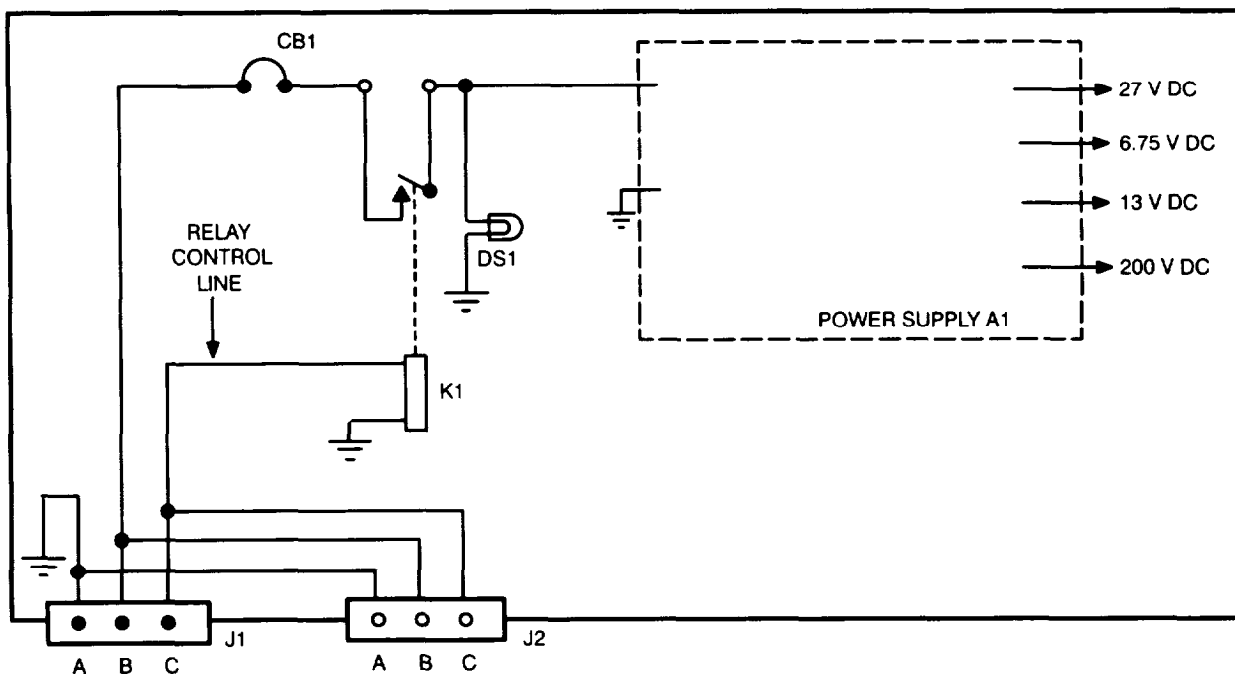 CB1
27 V DC
6.75 V DC
13 V DC
200 V DC
DS1
RELAY
CONTROL
LINE
POWER SUPPLY A1
K1
J1
J2
A B C
A B C